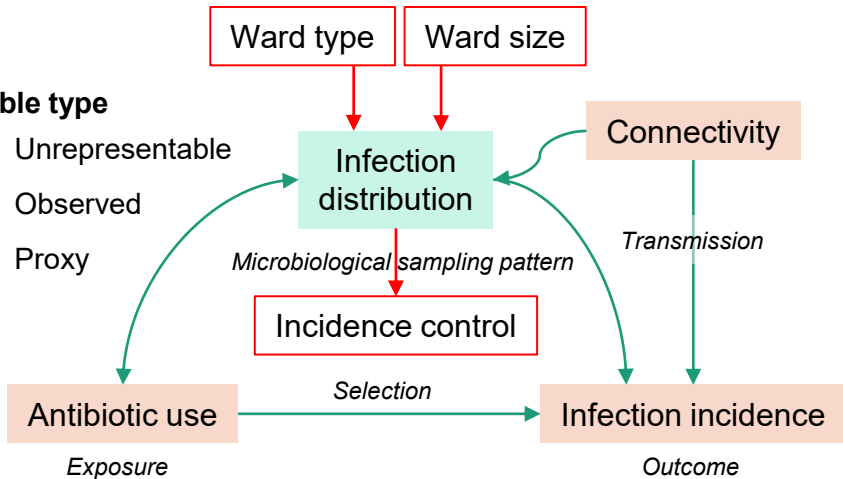 Ward type
Ward size
ble type
Unrepresentable
Observed
Proxy
Infection
distribution
Connectivity
Transmission
Microbiological sampling pattern
Incidence control
Selection
Antibiotic use
Infection incidence
Exposure
Outcome